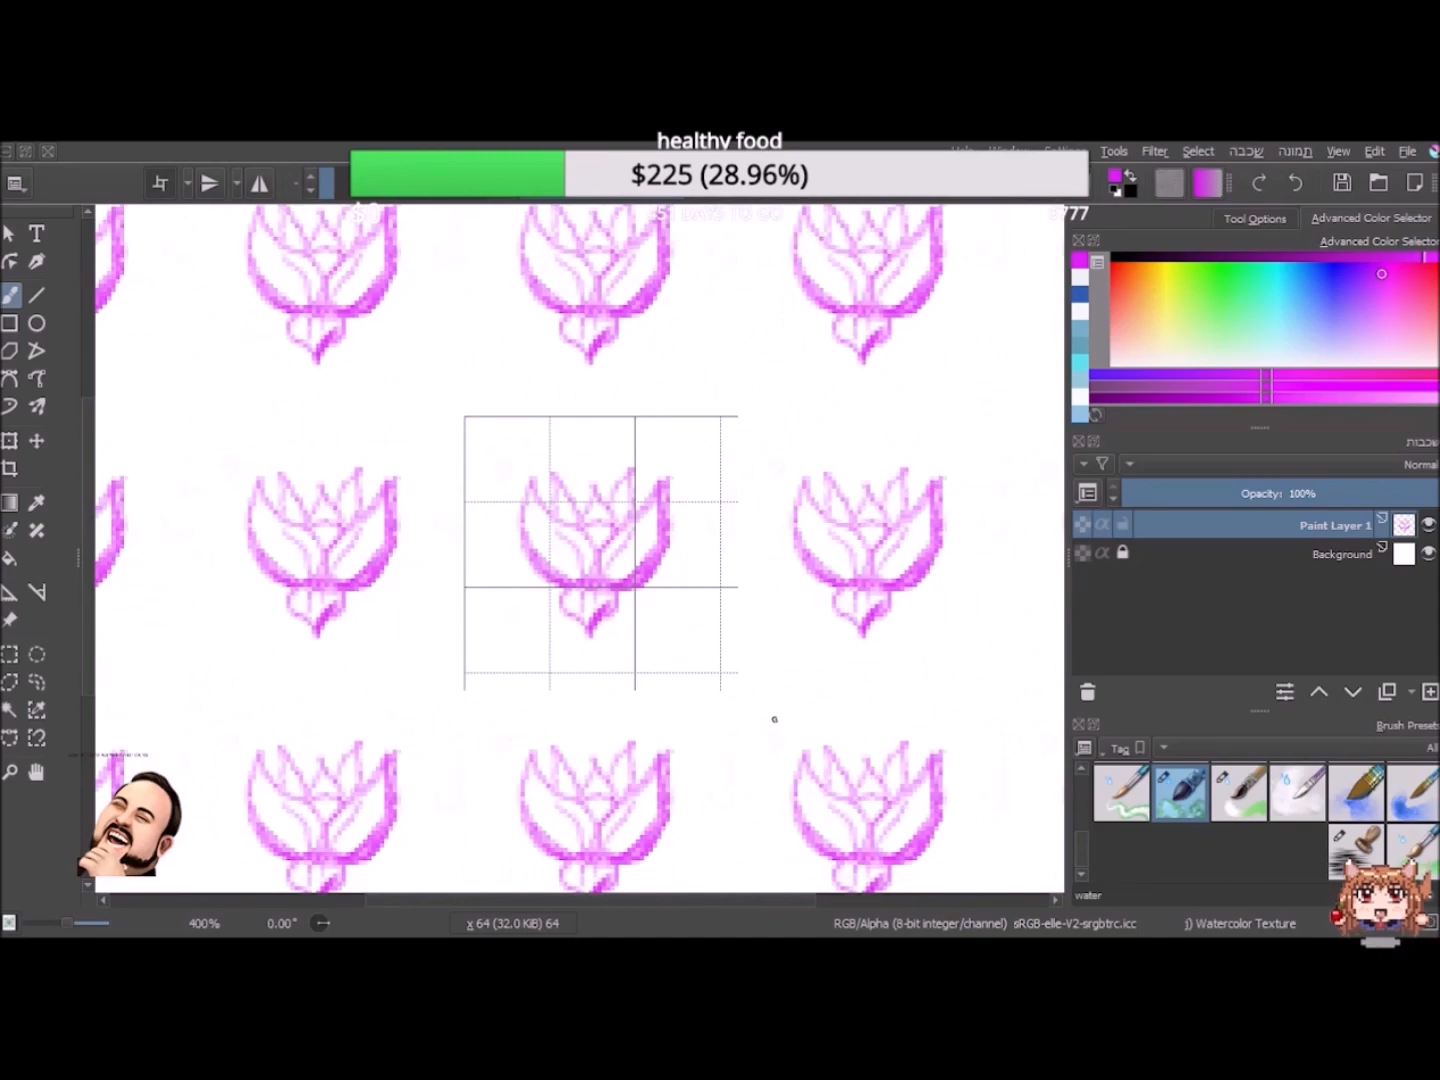 healthy food
$225 (28.96%)
Tools Filter Select שכבה תמונה View Edit File
$0
777
Tool Options Advanced Color Selector
Advanced Color Selector
שכבות
Normal
Opacity: 100%
Paint Layer 1
Background
Brush Preset
Tag
All
water
400% 0.00° x 64 (32.0 KiB) 64 RGB/Alpha (8-bit integer/channel) sRGB-elle-V2-srgbtrc.icc j) Watercolor Texture